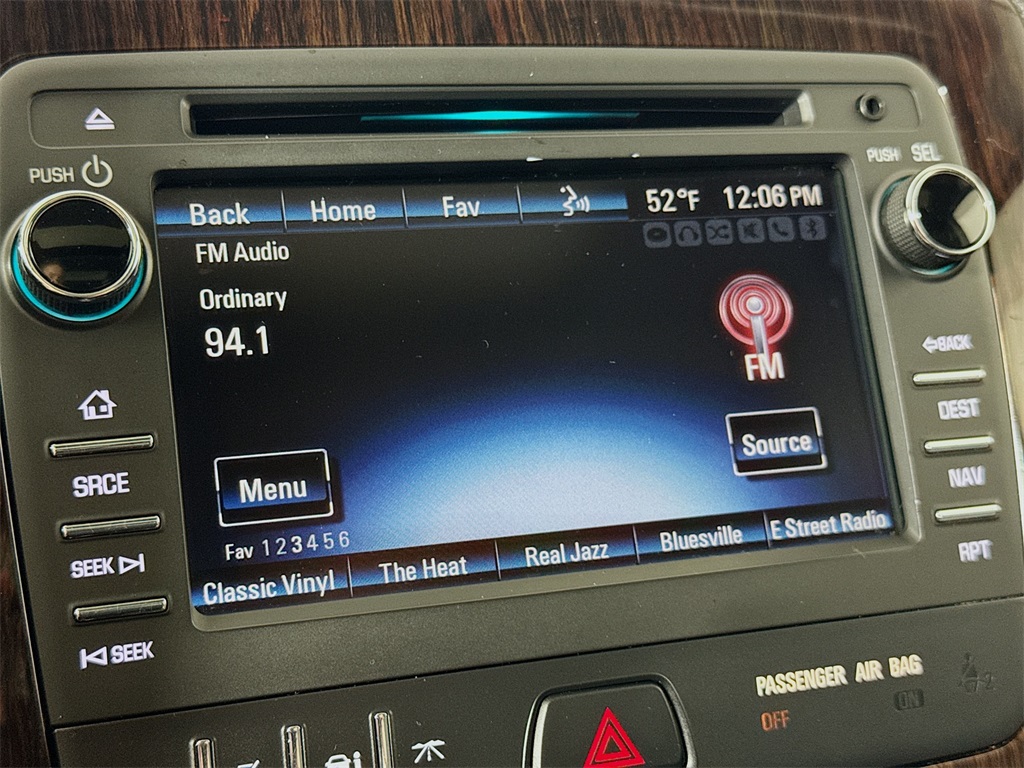 PUSH
PUSH SEL
Back Home Fav 52°F 12:06 PM
FM Audio
Ordinary
94.1
FM
BACK
DEST
Source
NAV
SRCE
Menu
Fav 1 2 3 4 5 6
Classic Vinyl The Heat Real Jazz Bluesville E Street Radio
RPT
SEEK
SEEK
PASSENGER AIR BAG
OFF ON